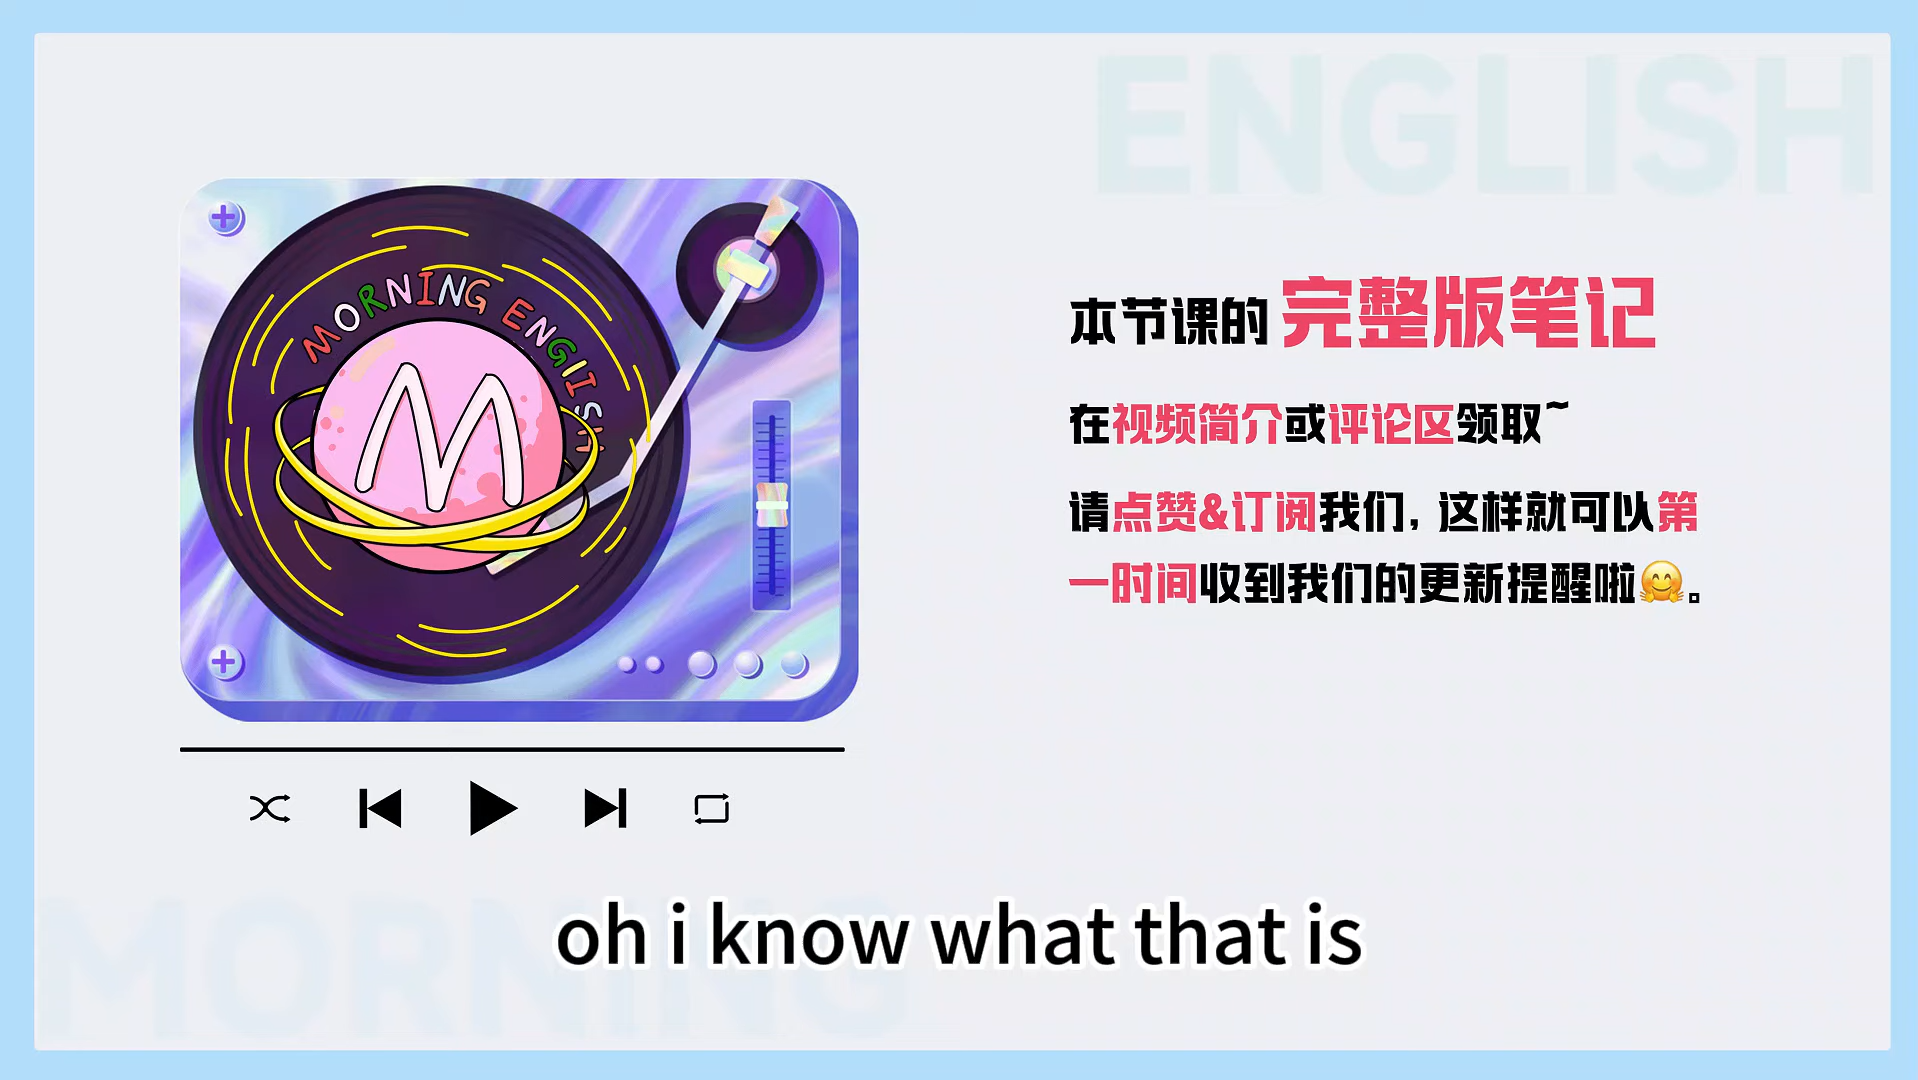 ENGLISH
MORNING ENGlISH
M
本节课的 完整版笔记
在视频简介或评论区领取~
请点赞&订阅我们, 这样就可以第
一时间收到我们的更新提醒啦🤗。
MORNING
oh i know what that is